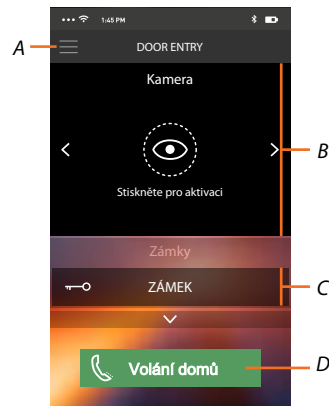 1:45 PM
A
DOOR ENTRY
Kamera
B
Stiskněte pro aktivaci
Zámky
ZÁMEK
C
Volání domů
D